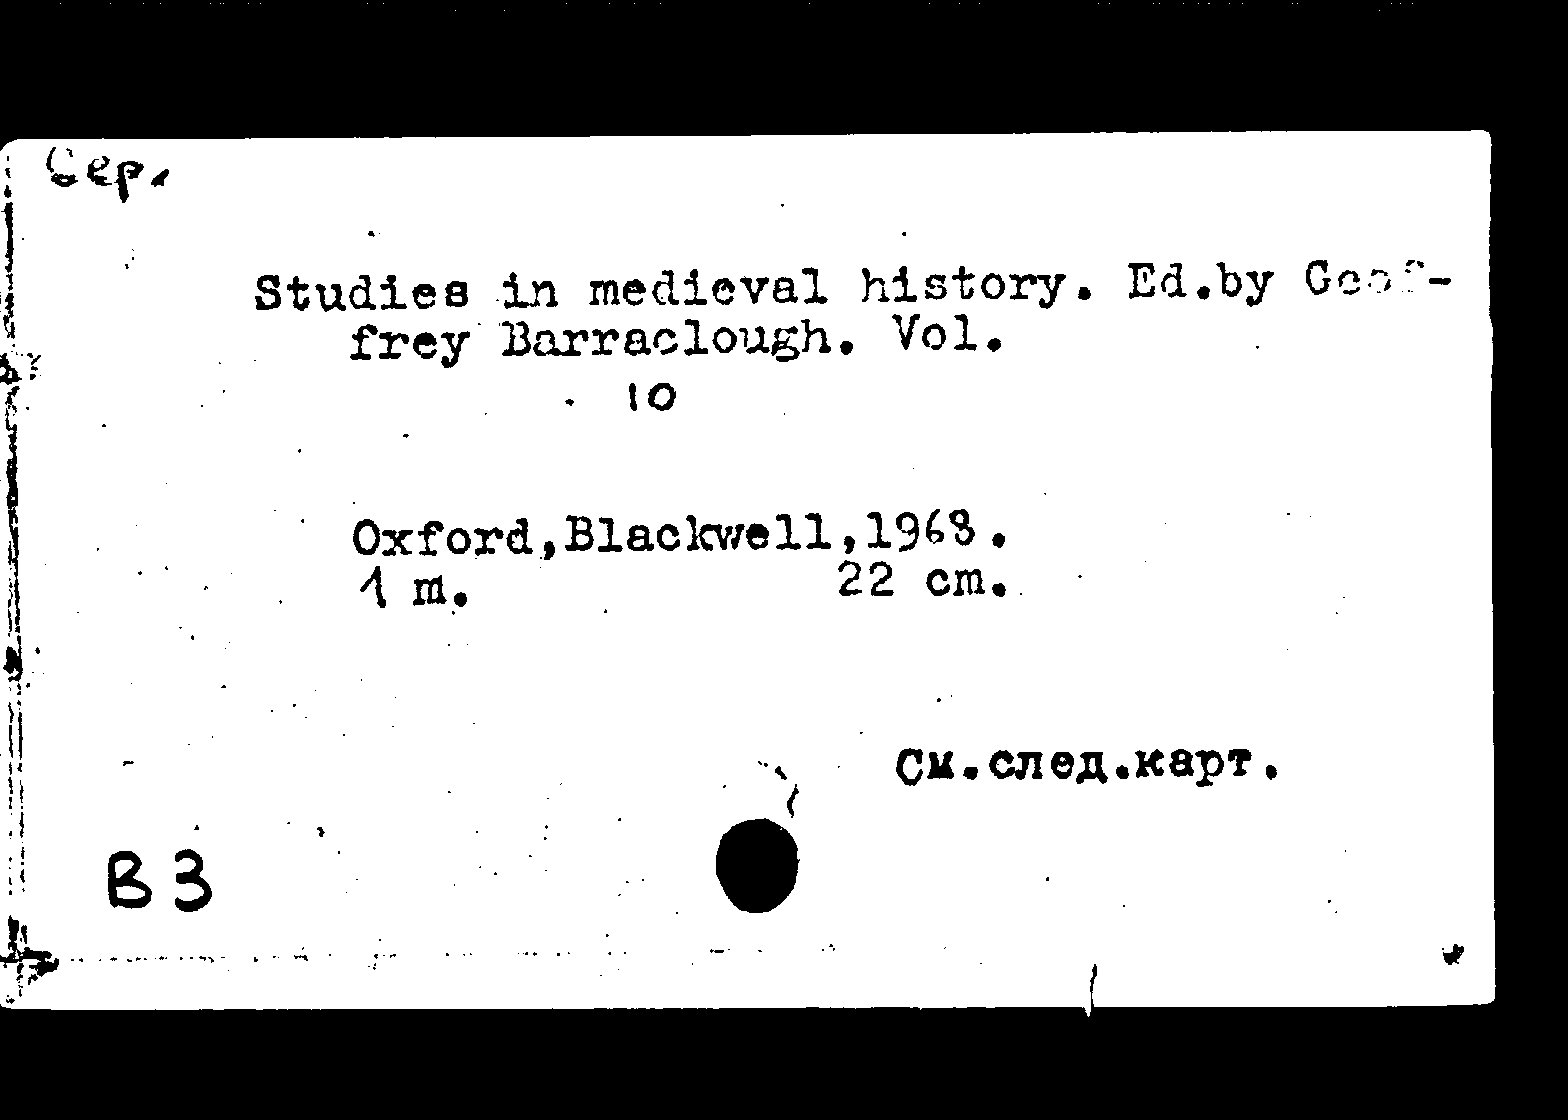 Сер.
Studies in medieval history. Ed.by Geof-
frey Barraclough. Vol.
10
Oxford,Blackwell,1968.
1 m. 22 cm.
См.след.карт.
В3